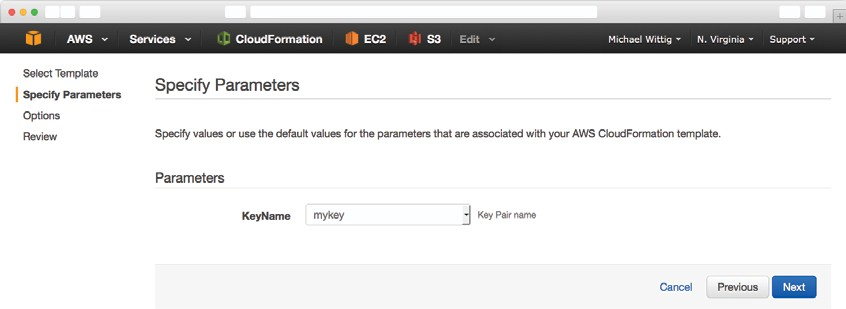 AWS Services CloudFormation EC2 S3 Edit Michael Wittig N. Virginia Support
Select Template
Specify Parameters
Options
Review
Specify Parameters
Specify values or use the default values for the parameters that are associated with your AWS CloudFormation template.
Parameters
KeyName mykey Key Pair name
Cancel Previous Next